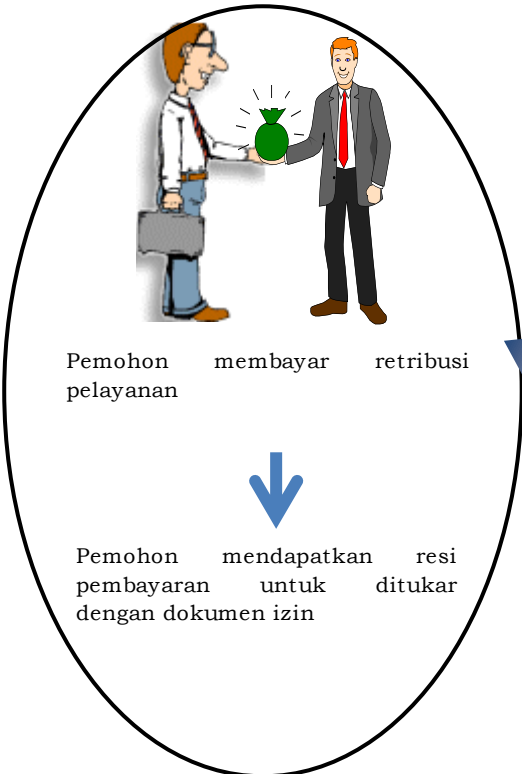 Pemohon membayar retribusi
pelayanan
Pemohon mendapatkan resi
pembayaran untuk ditukar
dengan dokumen izin